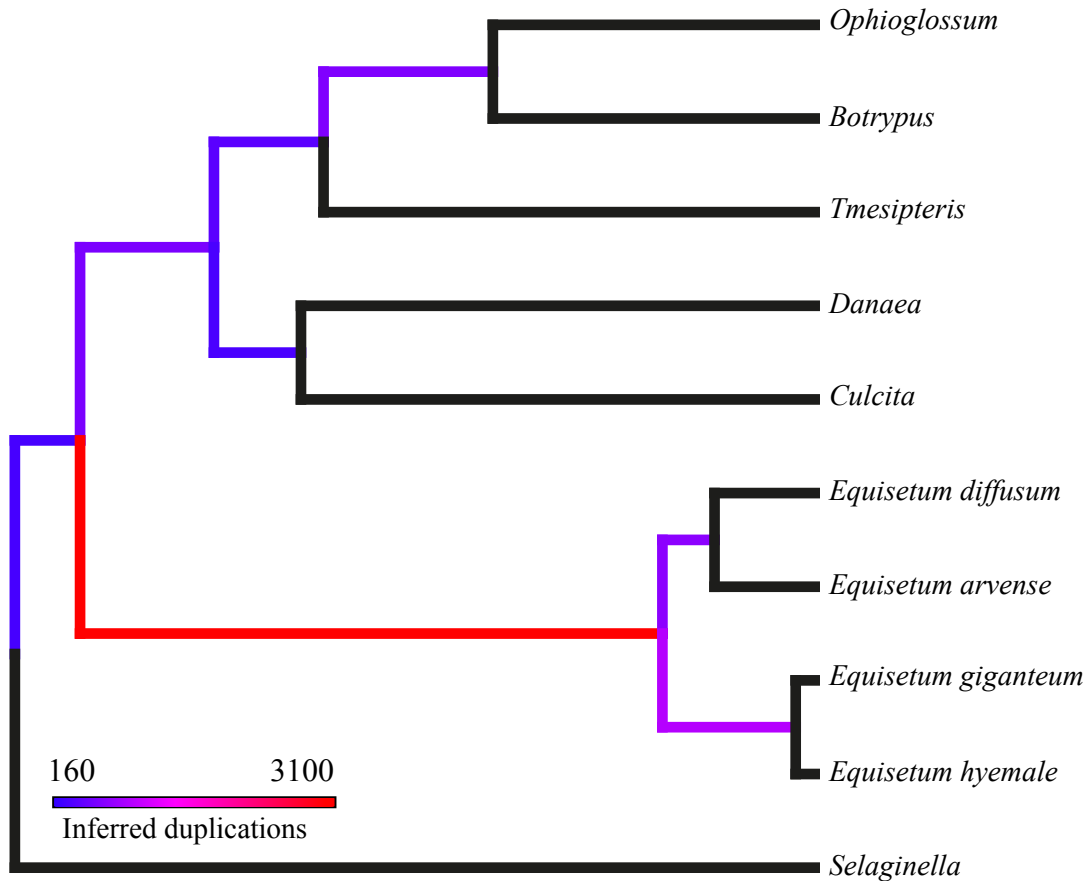 Ophioglossum
Botrypus
Tmesipteris
Danaea
Culcita
Equisetum diffusum
Equisetum arvense
Equisetum giganteum
Equisetum hyemale
160 3100
Inferred duplications
Selaginella